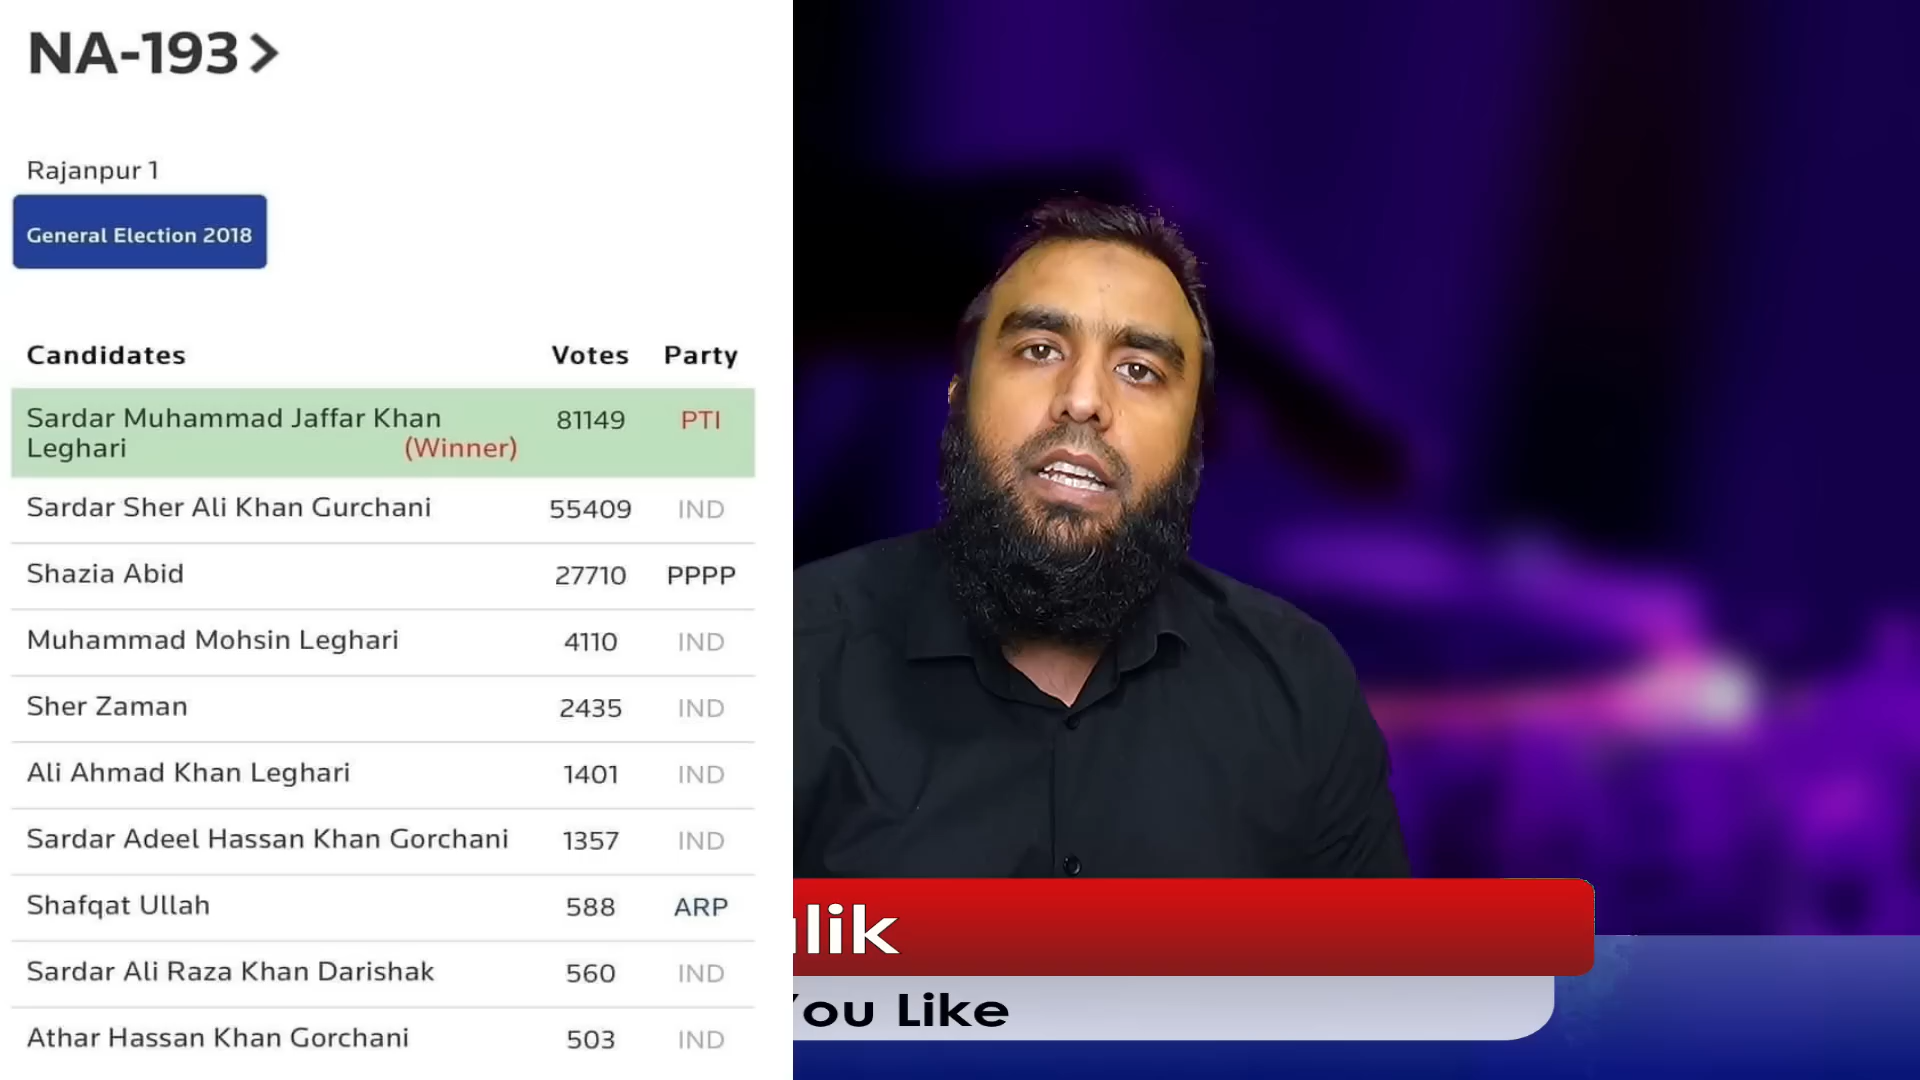 NA-193
Rajanpur 1
General Election 2018
Candidates Votes Party
Sardar Muhammad Jaffar Khan 81149 PTI
Leghari (Winner)
Sardar Sher Ali Khan Gurchani 55409 IND
Shazia Abid 27710 PPPP
Muhammad Mohsin Leghari 4110 IND
Sher Zaman 2435 IND
Ali Ahmad Khan Leghari 1401 IND
Sardar Adeel Hassan Khan Gorchani 1357 IND
Shafqat Ullah 588 ARP
Sardar Ali Raza Khan Darishak 560 IND
Athar Hassan Khan Gorchani 503 IND
lik
ou Like